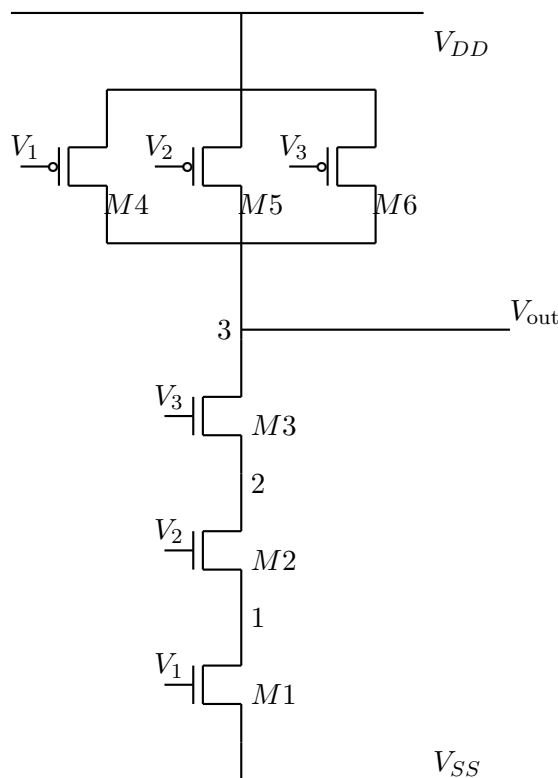 V_DD
V_1 V_2 V_3
M4 M5 M6
V_out
3
V_3
M3
2
V_2
M2
1
V_1
M1
V_SS